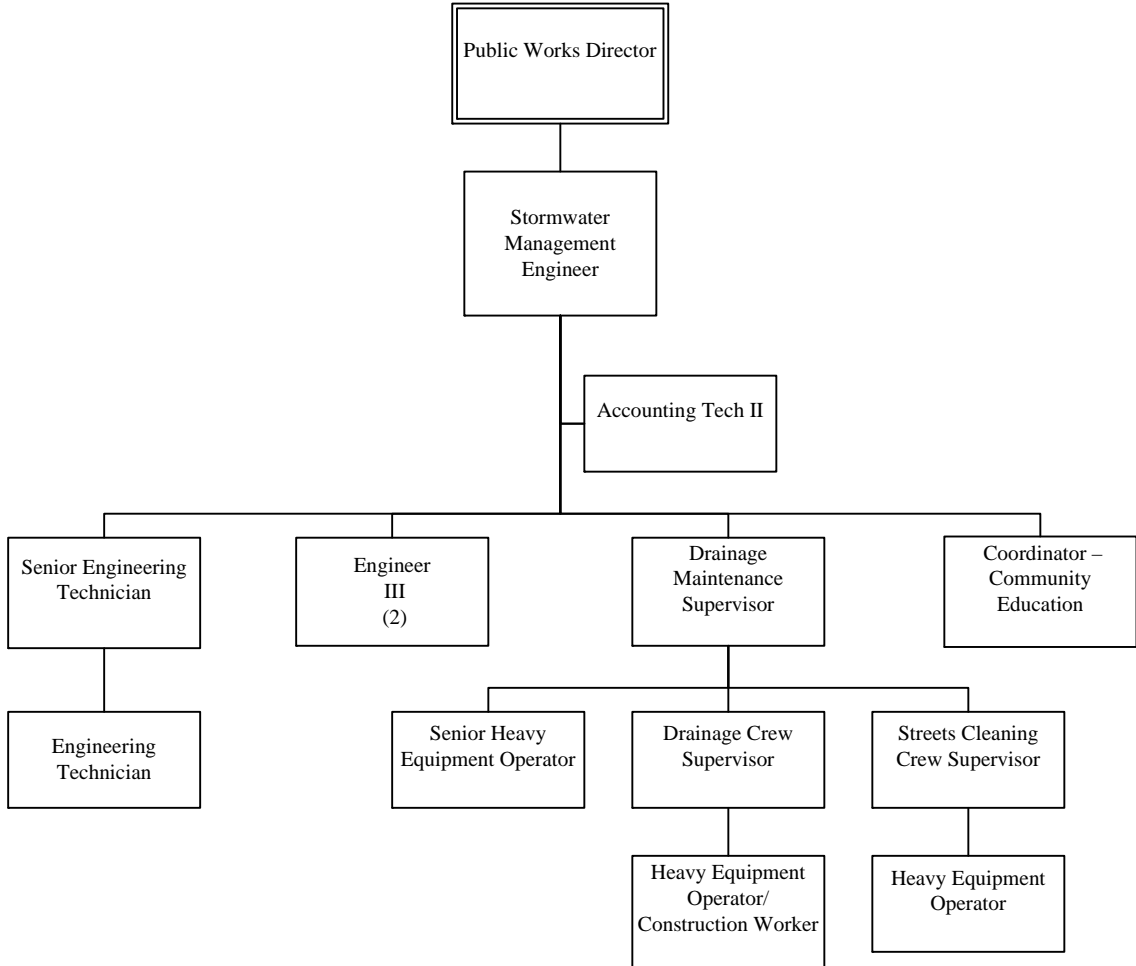 Public Works Director
Stormwater
Management
Engineer
Accounting Tech II
Senior Engineering
Technician
Engineer
III
(2)
Drainage
Maintenance
Supervisor
Coordinator –
Community
Education
Engineering
Technician
Senior Heavy
Equipment Operator
Drainage Crew
Supervisor
Streets Cleaning
Crew Supervisor
Heavy Equipment
Operator/
Construction Worker
Heavy Equipment
Operator